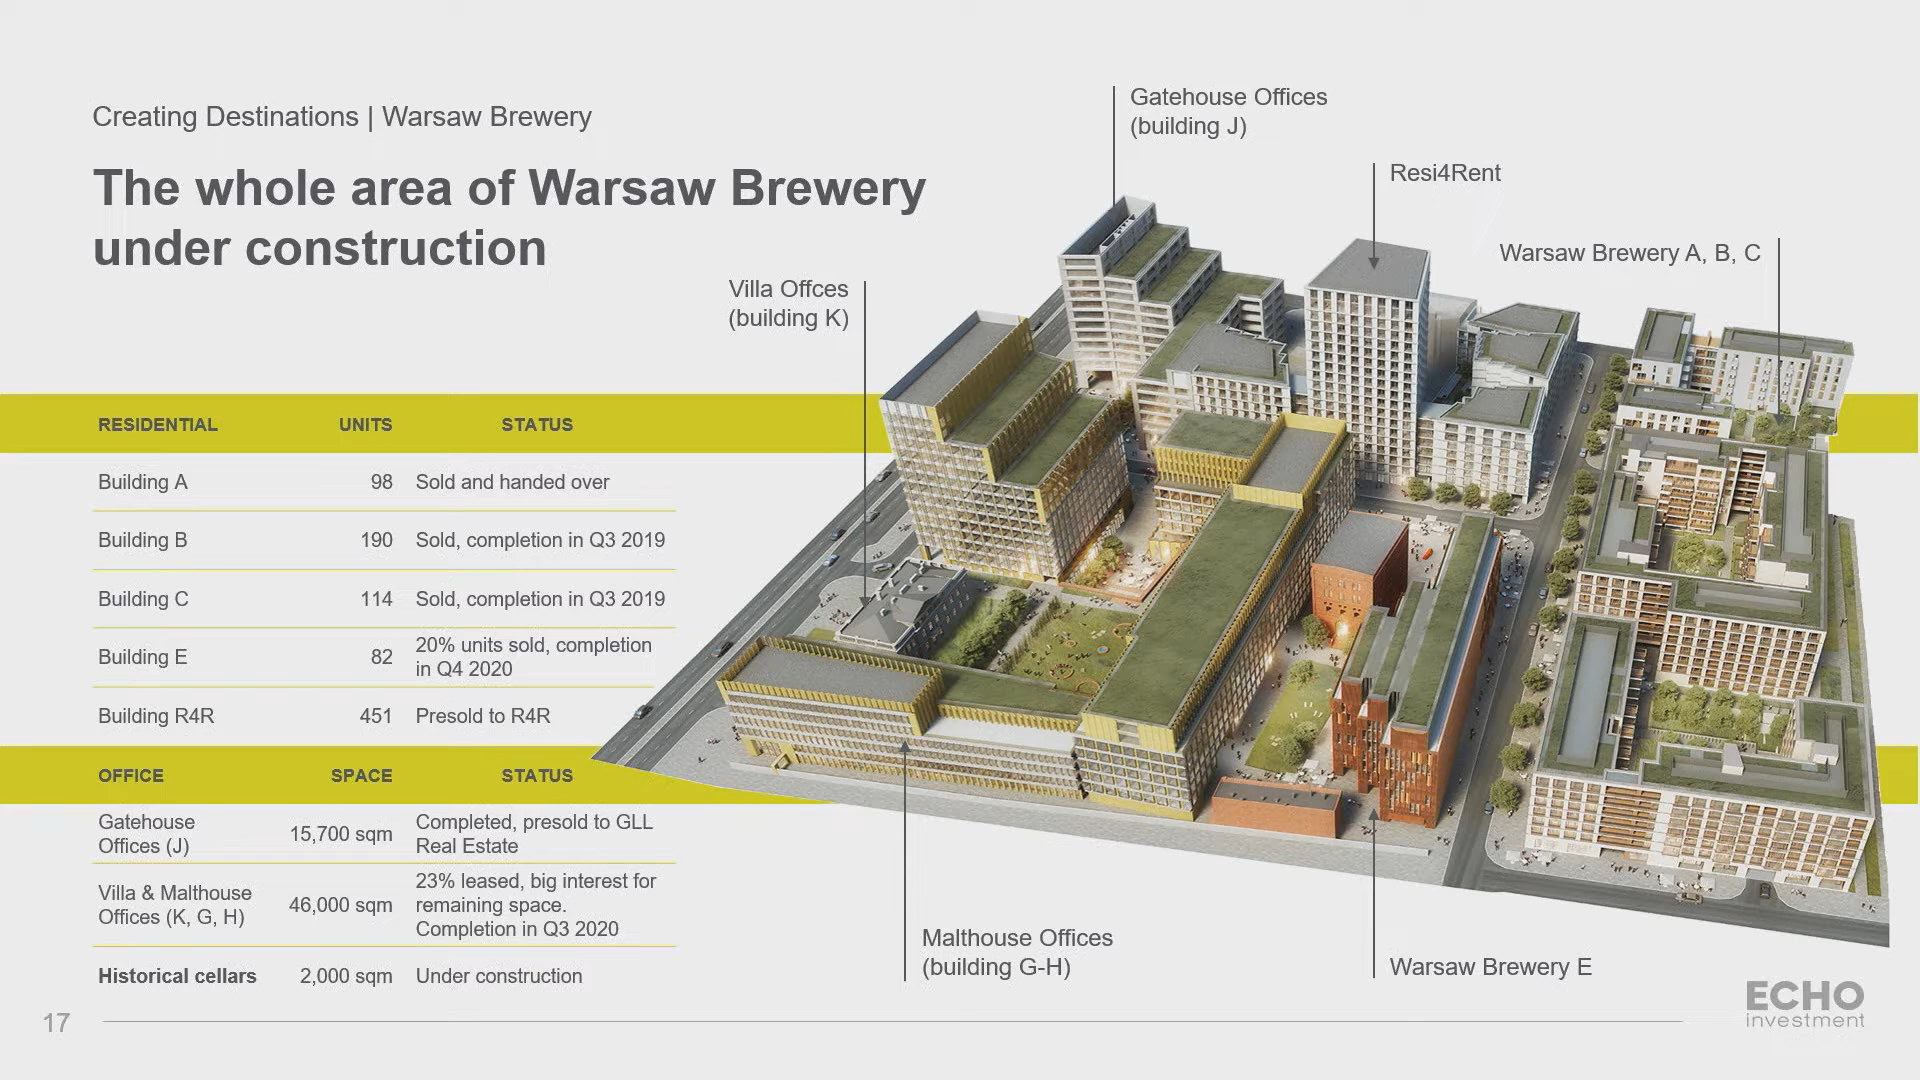 Creating Destinations | Warsaw Brewery
The whole area of Warsaw Brewery
under construction
Gatehouse Offices
(building J)
Resi4Rent
Warsaw Brewery A, B, C
Villa Offces
(building K)
RESIDENTIAL UNITS STATUS
Building A 98 Sold and handed over
Building B 190 Sold, completion in Q3 2019
Building C 114 Sold, completion in Q3 2019
Building E 82 20% units sold, completion
in Q4 2020
Building R4R 451 Presold to R4R
OFFICE SPACE STATUS
Gatehouse
Offices (J)
15,700 sqm
Completed, presold to GLL
Real Estate
Villa & Malthouse
Offices (K, G, H)
46,000 sqm
23% leased, big interest for
remaining space.
Completion in Q3 2020
Historical cellars 2,000 sqm Under construction
Malthouse Offices
(building G-H)
Warsaw Brewery E
17
ECHO
investment